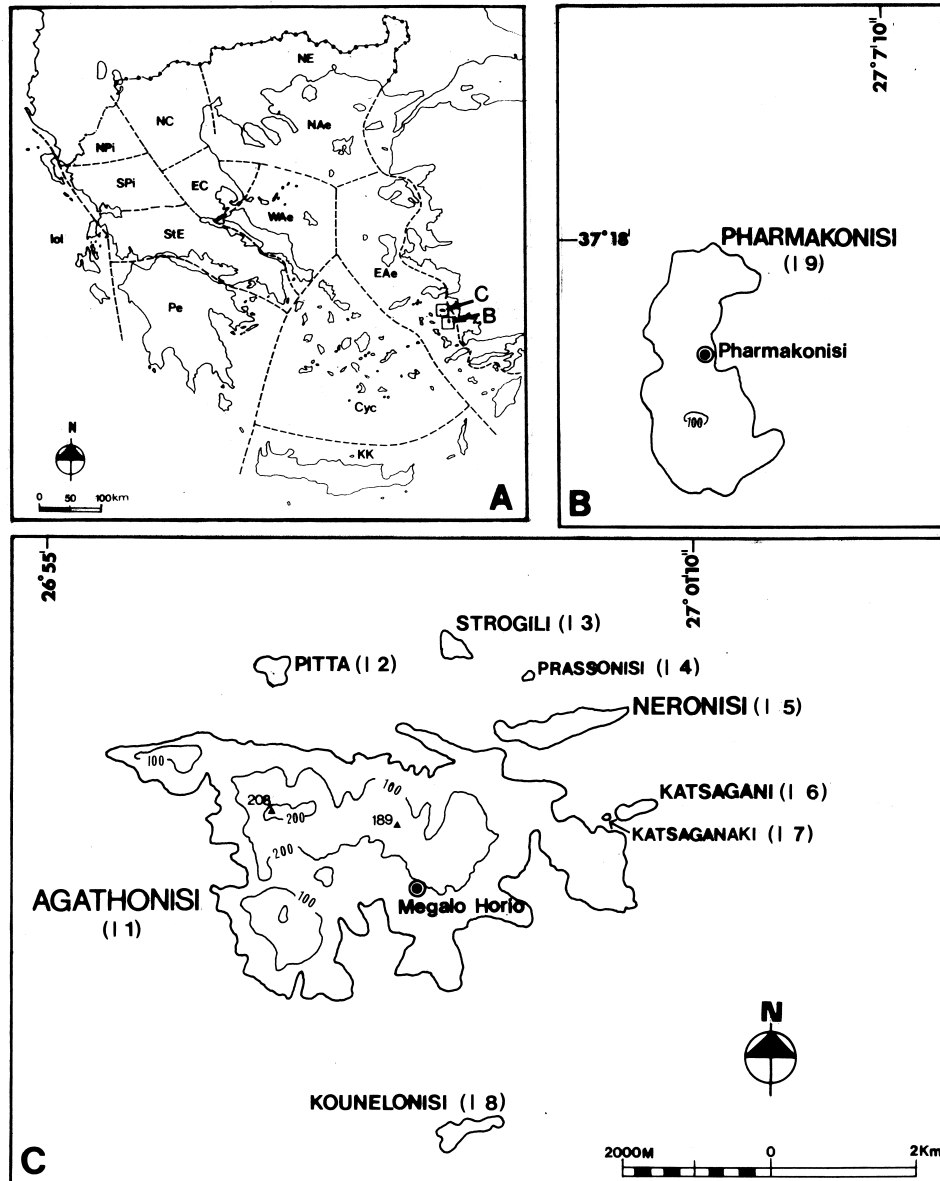 NE
NC
NAe
NPi
SPi
EC
WAe
Iol
StE
EAe
Pe
C
B
Cyc
KK
N
0 50 100km
A
27°7'10"
37°18'
PHARMAKONISI
(I 9)
Pharmakonisi
100
B
26°55'
27°01'10"
STROGILI (I 3)
PITTA (I 2)
PRASSONISI (I 4)
NERONISI (I 5)
100
100
208
200
189
KATSAGANI (I 6)
KATSAGANAKI (I 7)
200
100
AGATHONISI
(I 1)
Megalo Horio
N
KOUNELONISI (I 8)
2000M 0 2Km
C